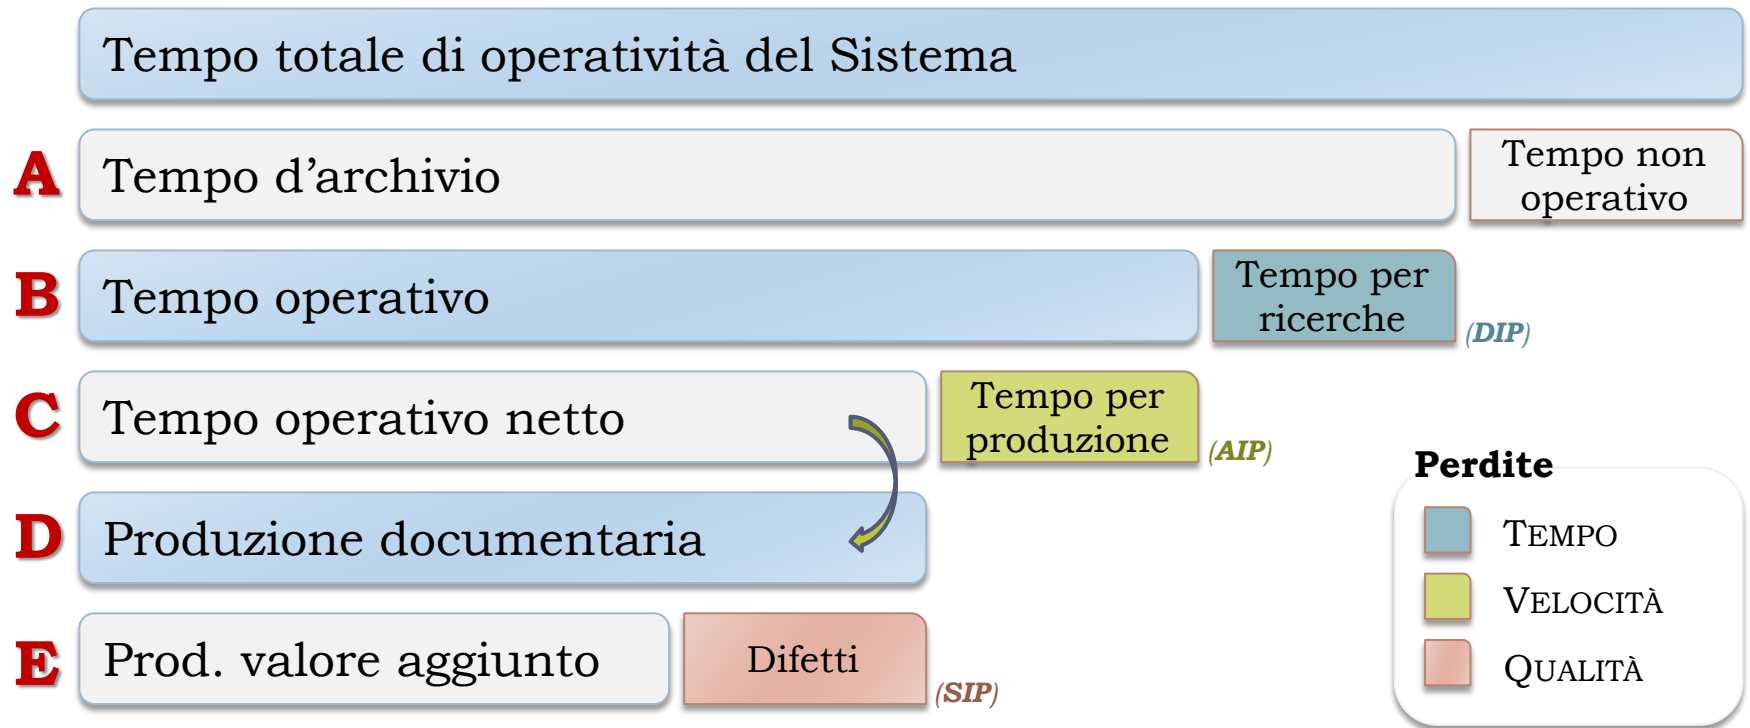 Tempo totale di operatività del Sistema
A
Tempo d’archivio
Tempo non
operativo
B
Tempo operativo
Tempo per
ricerche
(DIP)
C
Tempo operativo netto
Tempo per
produzione
(AIP)
D
Produzione documentaria
E
Prod. valore aggiunto
Difetti
(SIP)
Perdite
TEMPO
VELOCITÀ
QUALITÀ